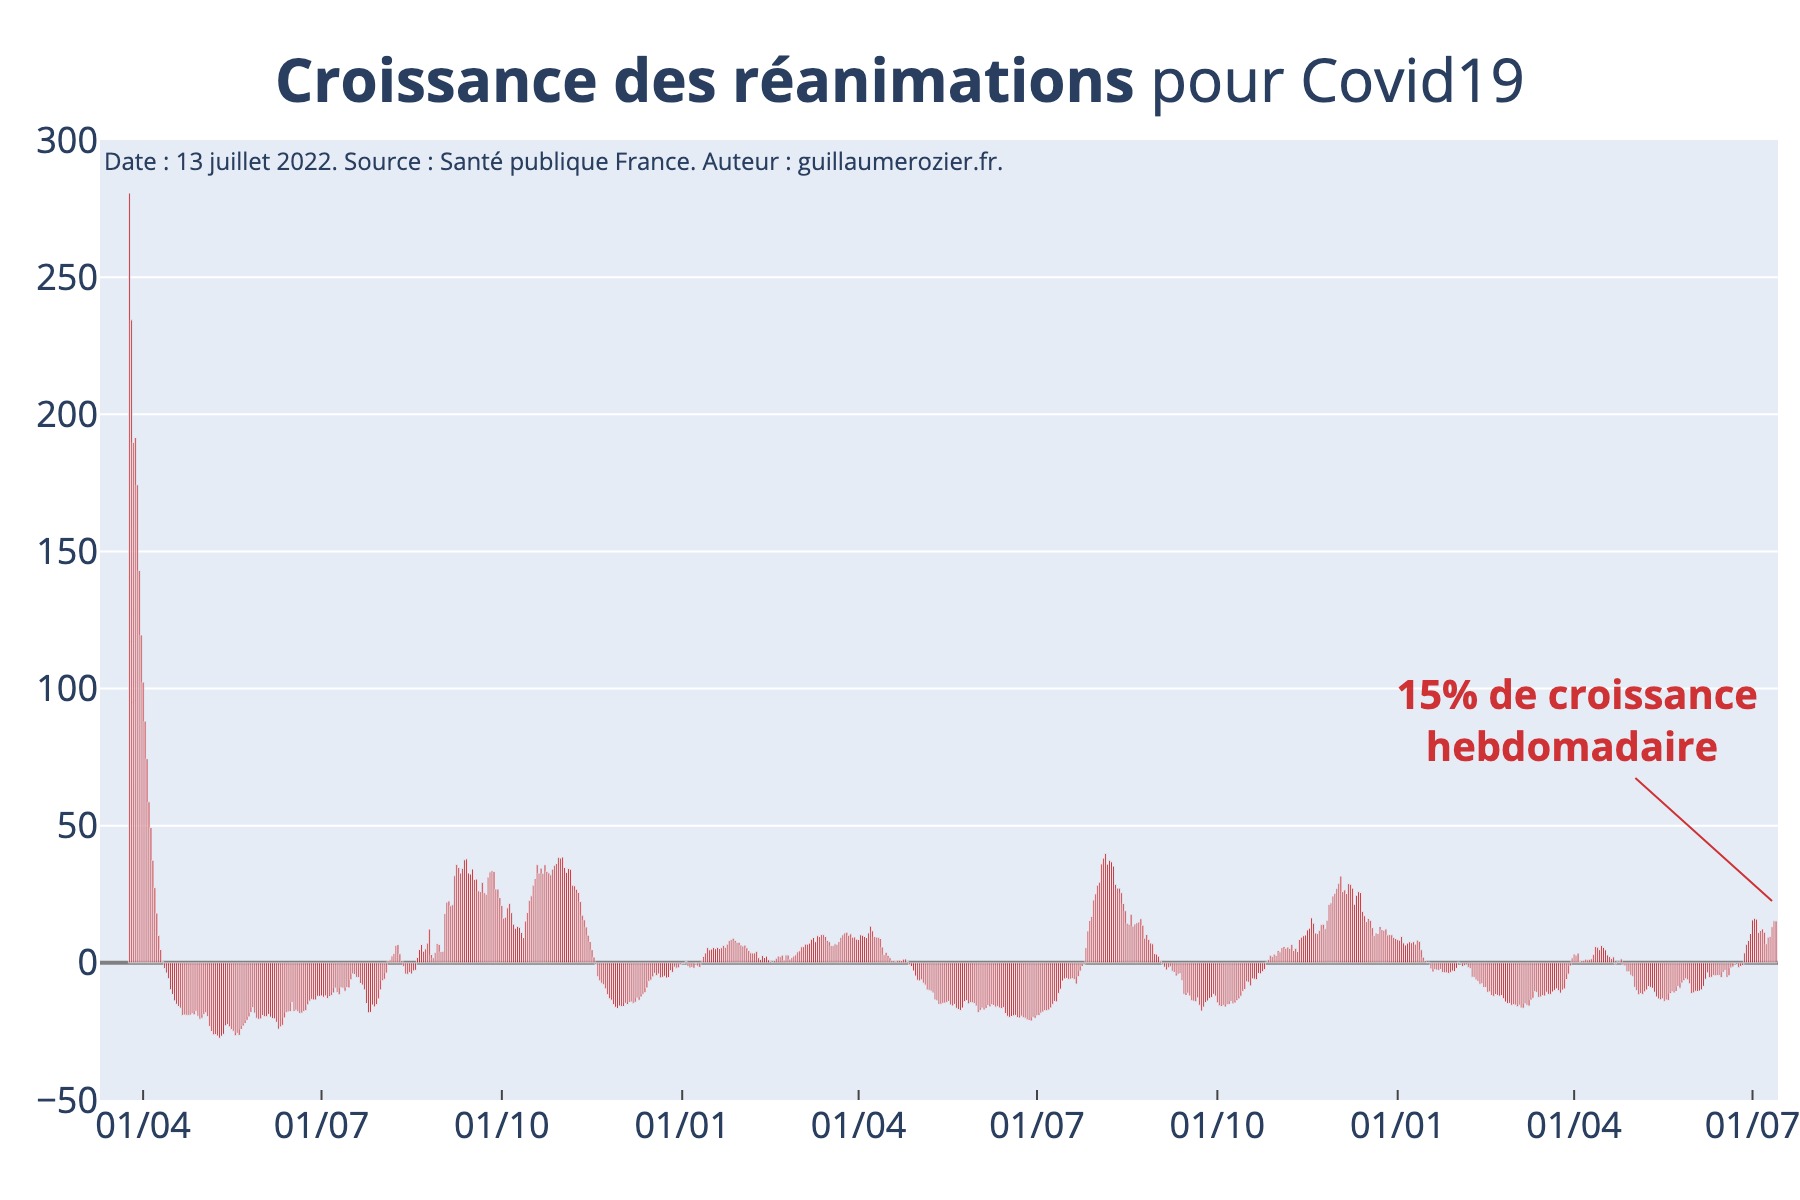 Croissance des réanimations pour Covid19
300
Date : 13 juillet 2022. Source : Santé publique France. Auteur : guillaumerozier.fr.
250
200
150
100
15% de croissance
hebdomadaire
50
0
−50
01/04 01/07 01/10 01/01 01/04 01/07 01/10 01/01 01/04 01/07